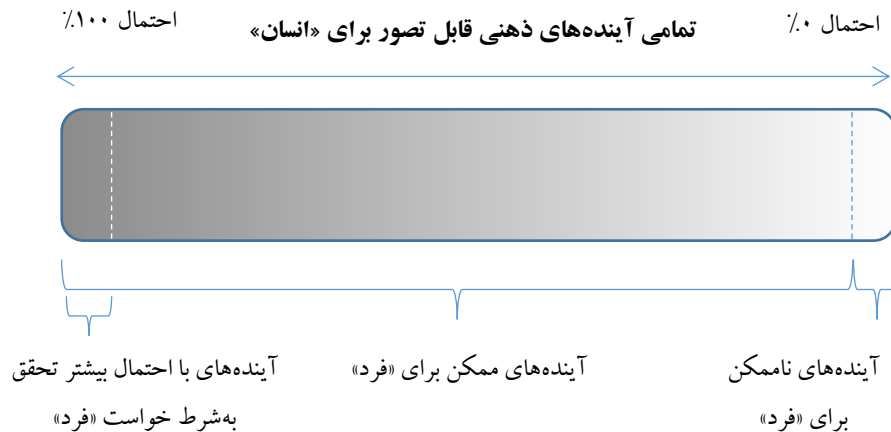 احتمال ۰٪
تمامی آینده‌های ذهنی قابل تصور برای «انسان»
احتمال ۱۰۰٪
آینده‌های ناممکن
برای «فرد»
آینده‌های ممکن برای «فرد»
آینده‌های با احتمال بیشتر تحقق
به‌شرط خواست «فرد»